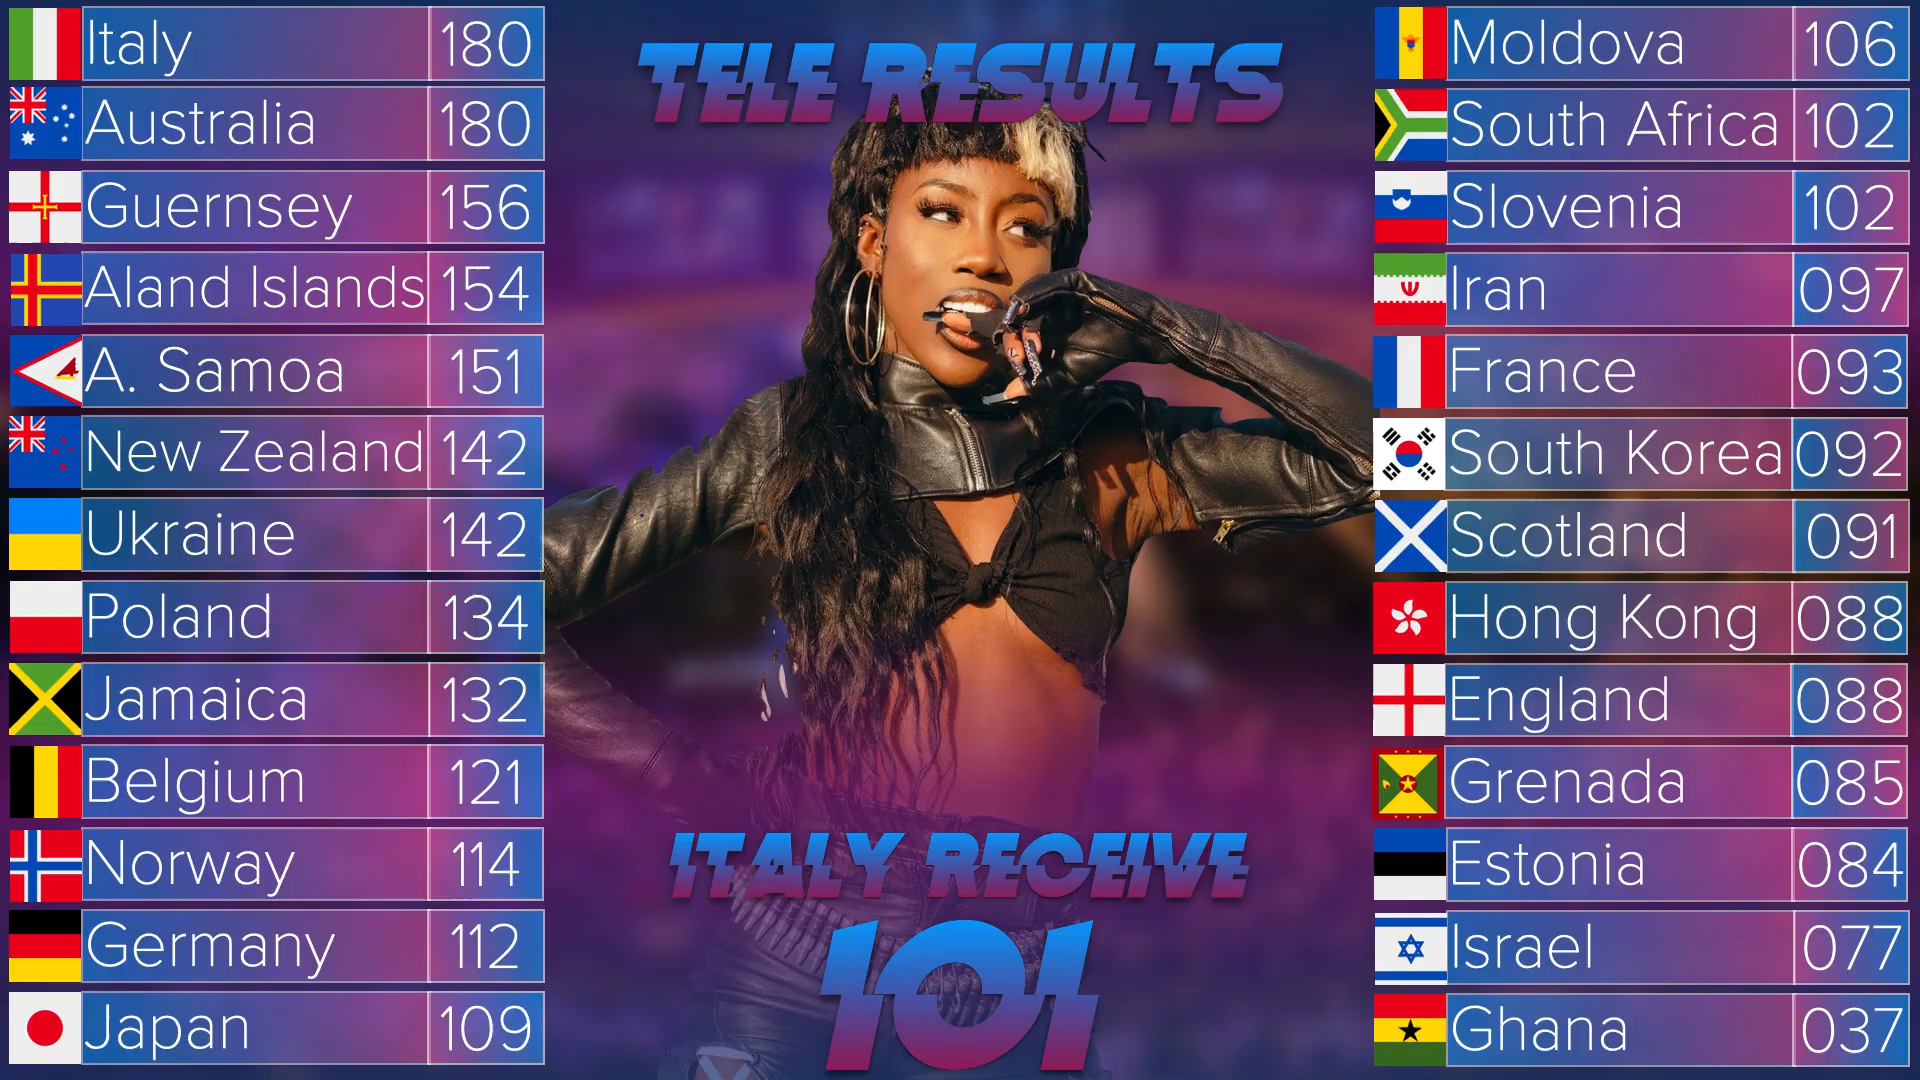 TELE RESULTS
Italy 180
Australia 180
Guernsey 156
Aland Islands 154
A. Samoa 151
New Zealand 142
Ukraine 142
Poland 134
Jamaica 132
Belgium 121
Norway 114
Germany 112
Japan 109
Moldova 106
South Africa 102
Slovenia 102
Iran 097
France 093
South Korea 092
Scotland 091
Hong Kong 088
England 088
Grenada 085
Estonia 084
Israel 077
Ghana 037
ITALY RECEIVE
101